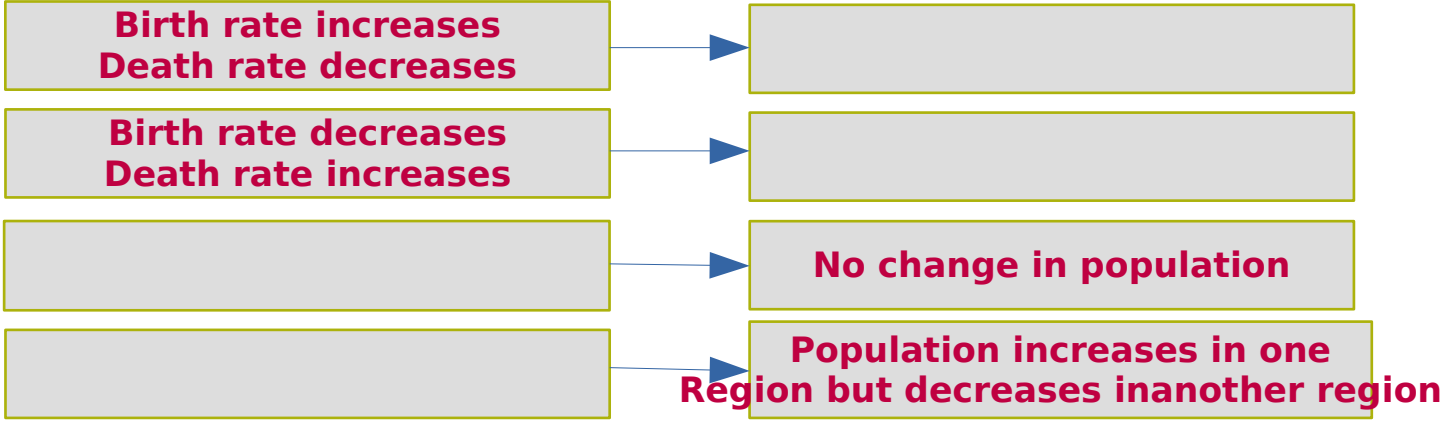 Birth rate increases
Death rate decreases
Birth rate decreases
Death rate increases
No change in population
Population increases in one
Region but decreases inanother region